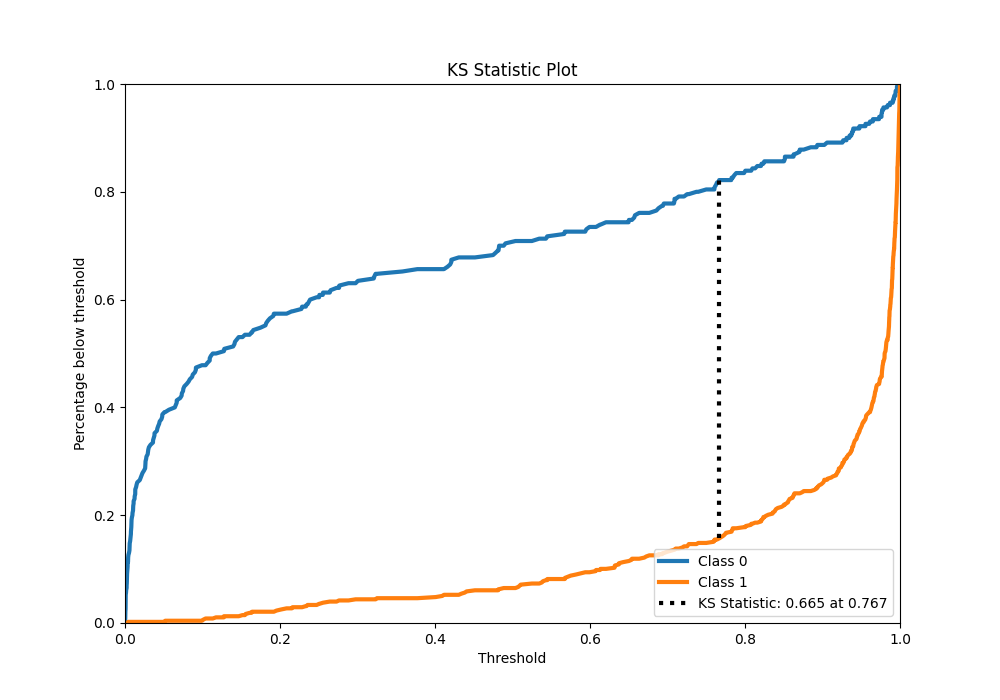 KS Statistic Plot
1.0
0.8
0.6
0.4
0.2
0.0
Percentage below threshold
Class 0
Class 1
KS Statistic: 0.665 at 0.767
0.0 0.2 0.4 0.6 0.8 1.0
Threshold